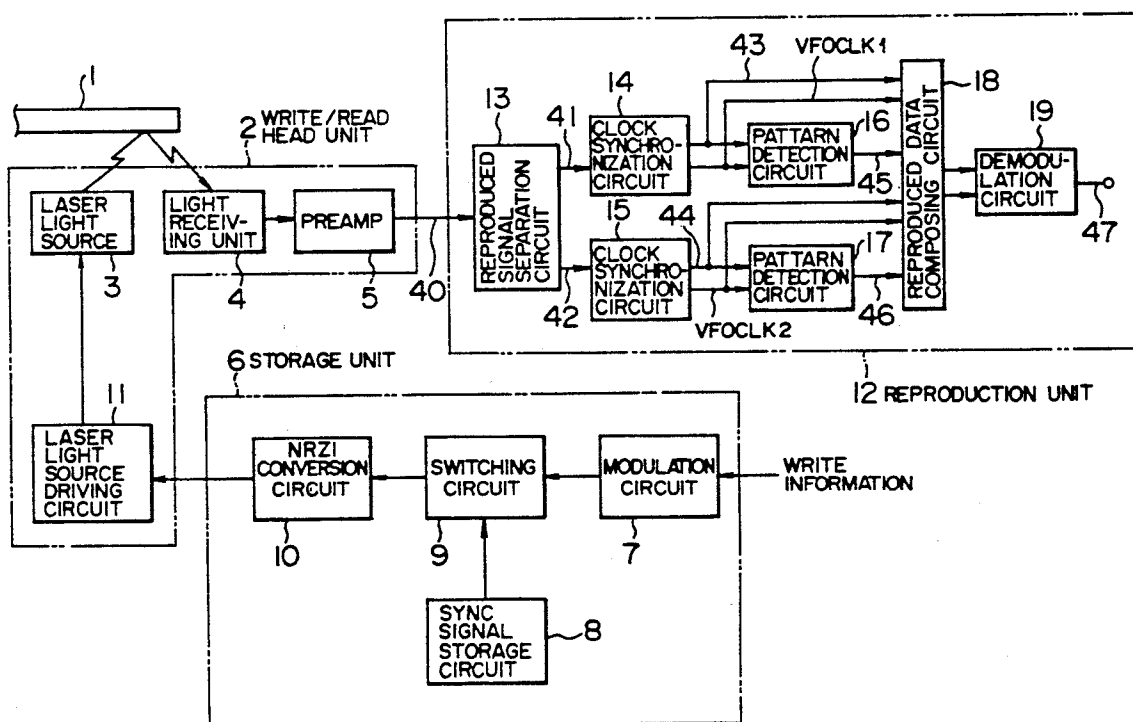 1
2 WRITE/READ
HEAD UNIT
LASER
LIGHT
SOURCE
3
LIGHT
RECEIV-
ING UNIT
4
PREAMP
5
40
13
REPRODUCED
SIGNAL
SEPARATION
CIRCUIT
41
42
14
CLOCK
SYNCHRO-
NIZATION
CIRCUIT
15
CLOCK
SYNCHRO-
NIZATION
CIRCUIT
43
VFOCLK1
44
VFOCLK2
16
PATTARN
DETECTION
CIRCUIT
45
17
PATTARN
DETECTION
CIRCUIT
46
18
REPRODUCED DATA
COMPOSING CIRCUIT
19
DEMODU-
LATION
CIRCUIT
47
12 REPRODUCTION UNIT
6 STORAGE UNIT
11
LASER
LIGHT
SOURCE
DRIVING
CIRCUIT
NRZI
CONVERSION
CIRCUIT
10
SWITCHING
CIRCUIT
9
MODULATION
CIRCUIT
7
WRITE
INFORMATION
SYNC
SIGNAL
STORAGE
CIRCUIT
8